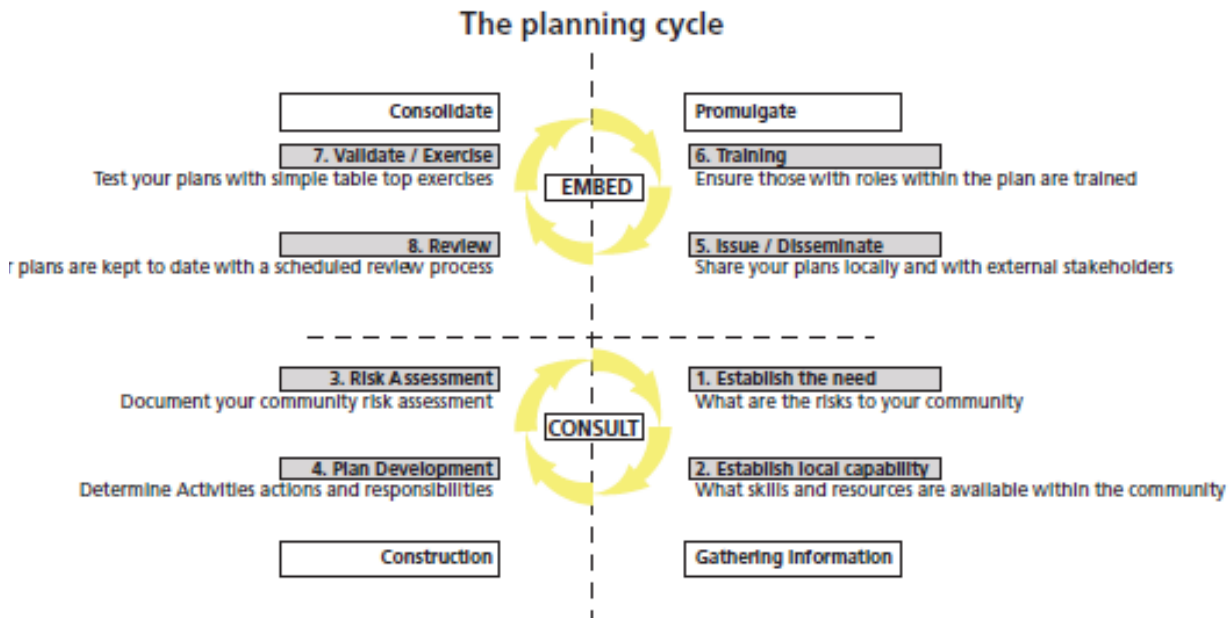 The planning cycle
Consolidate
Promulgate
7. Validate / Exercise
Test your plans with simple table top exercises
6. Training
Ensure those with roles within the plan are trained
EMBED
8. Review
r plans are kept to date with a scheduled review process
5. Issue / Disseminate
Share your plans locally and with external stakeholders
3. Risk Assessment
Document your community risk assessment
1. Establish the need
What are the risks to your community
CONSULT
4. Plan Development
Determine Activities actions and responsibilities
2. Establish local capability
What skills and resources are available within the community
Construction
Gathering information